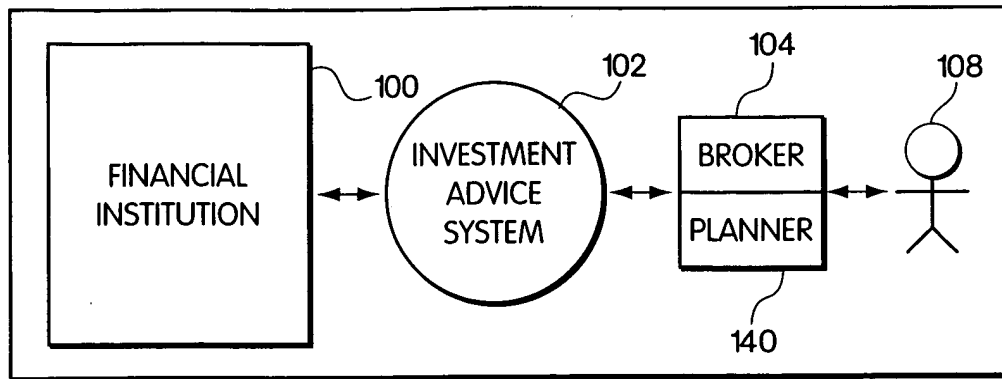 100
102
104
108
FINANCIAL
INSTITUTION
INVESTMENT
ADVICE
SYSTEM
BROKER
PLANNER
140